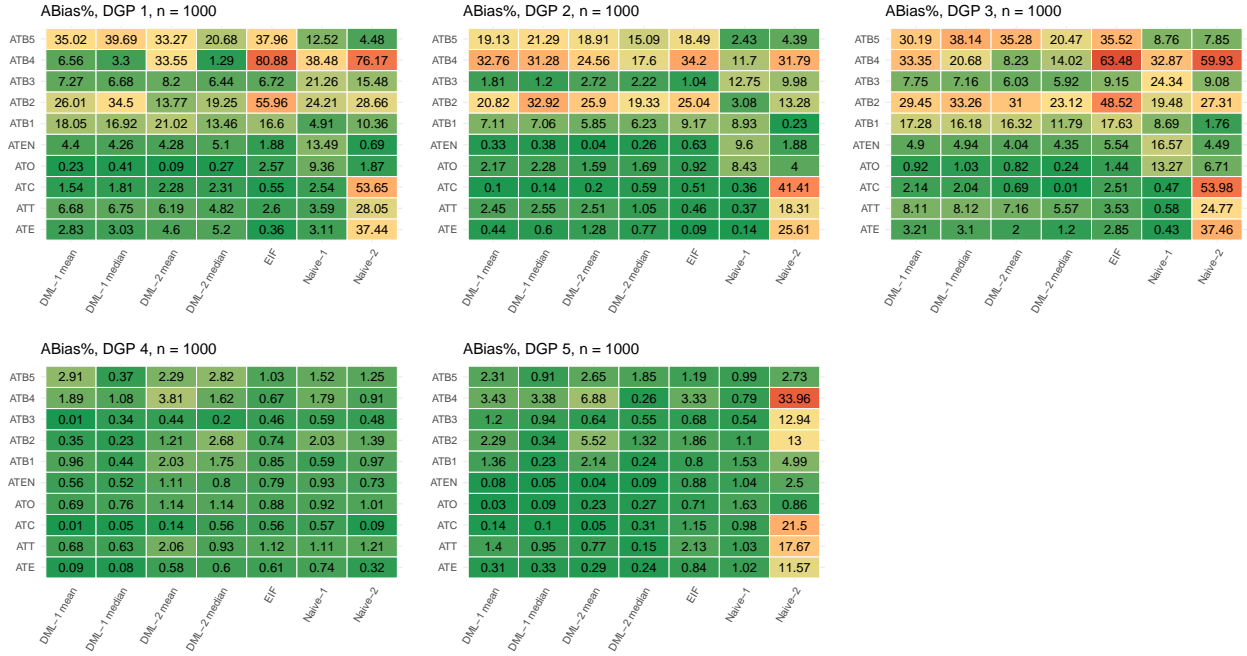 ABias%, DGP 1, n = 1000
ATB5 35.02 39.69 33.27 20.68 37.96 12.52 4.48
ATB4 6.56 3.3 33.55 1.29 80.88 38.48 76.17
ATB3 7.27 6.68 8.2 6.44 6.72 21.26 15.48
ATB2 26.01 34.5 13.77 19.25 55.96 24.21 28.66
ATB1 18.05 16.92 21.02 13.46 16.6 4.91 10.36
ATEN 4.4 4.26 4.28 5.1 1.88 13.49 0.69
ATO 0.23 0.41 0.09 0.27 2.57 9.36 1.87
ATC 1.54 1.81 2.28 2.31 0.55 2.54 53.65
ATT 6.68 6.75 6.19 4.82 2.6 3.59 28.05
ATE 2.83 3.03 4.6 5.2 0.36 3.11 37.44
DML−1 mean
DML−1 median
DML−2 mean
DML−2 median
EIF
Naive−1
Naive−2
ABias%, DGP 2, n = 1000
ATB5 19.13 21.29 18.91 15.09 18.49 2.43 4.39
ATB4 32.76 31.28 24.56 17.6 34.2 11.7 31.79
ATB3 1.81 1.2 2.72 2.22 1.04 12.75 9.98
ATB2 20.82 32.92 25.9 19.33 25.04 3.08 13.28
ATB1 7.11 7.06 5.85 6.23 9.17 8.93 0.23
ATEN 0.33 0.38 0.04 0.26 0.63 9.6 1.88
ATO 2.17 2.28 1.59 1.69 0.92 8.43 4
ATC 0.1 0.14 0.2 0.59 0.51 0.36 41.41
ATT 2.45 2.55 2.51 1.05 0.46 0.37 18.31
ATE 0.44 0.6 1.28 0.77 0.09 0.14 25.61
DML−1 mean
DML−1 median
DML−2 mean
DML−2 median
EIF
Naive−1
Naive−2
ABias%, DGP 3, n = 1000
ATB5 30.19 38.14 35.28 20.47 35.52 8.76 7.85
ATB4 33.35 20.68 8.23 14.02 63.48 32.87 59.93
ATB3 7.75 7.16 6.03 5.92 9.15 24.34 9.08
ATB2 29.45 33.26 31 23.12 48.52 19.48 27.31
ATB1 17.28 16.18 16.32 11.79 17.63 8.69 1.76
ATEN 4.9 4.94 4.04 4.35 5.54 16.57 4.49
ATO 0.92 1.03 0.82 0.24 1.44 13.27 6.71
ATC 2.14 2.04 0.69 0.01 2.51 0.47 53.98
ATT 8.11 8.12 7.16 5.57 3.53 0.58 24.77
ATE 3.21 3.1 2 1.2 2.85 0.43 37.46
DML−1 mean
DML−1 median
DML−2 mean
DML−2 median
EIF
Naive−1
Naive−2
ABias%, DGP 4, n = 1000
ATB5 2.91 0.37 2.29 2.82 1.03 1.52 1.25
ATB4 1.89 1.08 3.81 1.62 0.67 1.79 0.91
ATB3 0.01 0.34 0.44 0.2 0.46 0.59 0.48
ATB2 0.35 0.23 1.21 2.68 0.74 2.03 1.39
ATB1 0.96 0.44 2.03 1.75 0.85 0.59 0.97
ATEN 0.56 0.52 1.11 0.8 0.79 0.93 0.73
ATO 0.69 0.76 1.14 1.14 0.88 0.92 1.01
ATC 0.01 0.05 0.14 0.56 0.56 0.57 0.09
ATT 0.68 0.63 2.06 0.93 1.12 1.11 1.21
ATE 0.09 0.08 0.58 0.6 0.61 0.74 0.32
DML−1 mean
DML−1 median
DML−2 mean
DML−2 median
EIF
Naive−1
Naive−2
ABias%, DGP 5, n = 1000
ATB5 2.31 0.91 2.65 1.85 1.19 0.99 2.73
ATB4 3.43 3.38 6.88 0.26 3.33 0.79 33.96
ATB3 1.2 0.94 0.64 0.55 0.68 0.54 12.94
ATB2 2.29 0.34 5.52 1.32 1.86 1.1 13
ATB1 1.36 0.23 2.14 0.24 0.8 1.53 4.99
ATEN 0.08 0.05 0.04 0.09 0.88 1.04 2.5
ATO 0.03 0.09 0.23 0.27 0.71 1.63 0.86
ATC 0.14 0.1 0.05 0.31 1.15 0.98 21.5
ATT 1.4 0.95 0.77 0.15 2.13 1.03 17.67
ATE 0.31 0.33 0.29 0.24 0.84 1.02 11.57
DML−1 mean
DML−1 median
DML−2 mean
DML−2 median
EIF
Naive−1
Naive−2